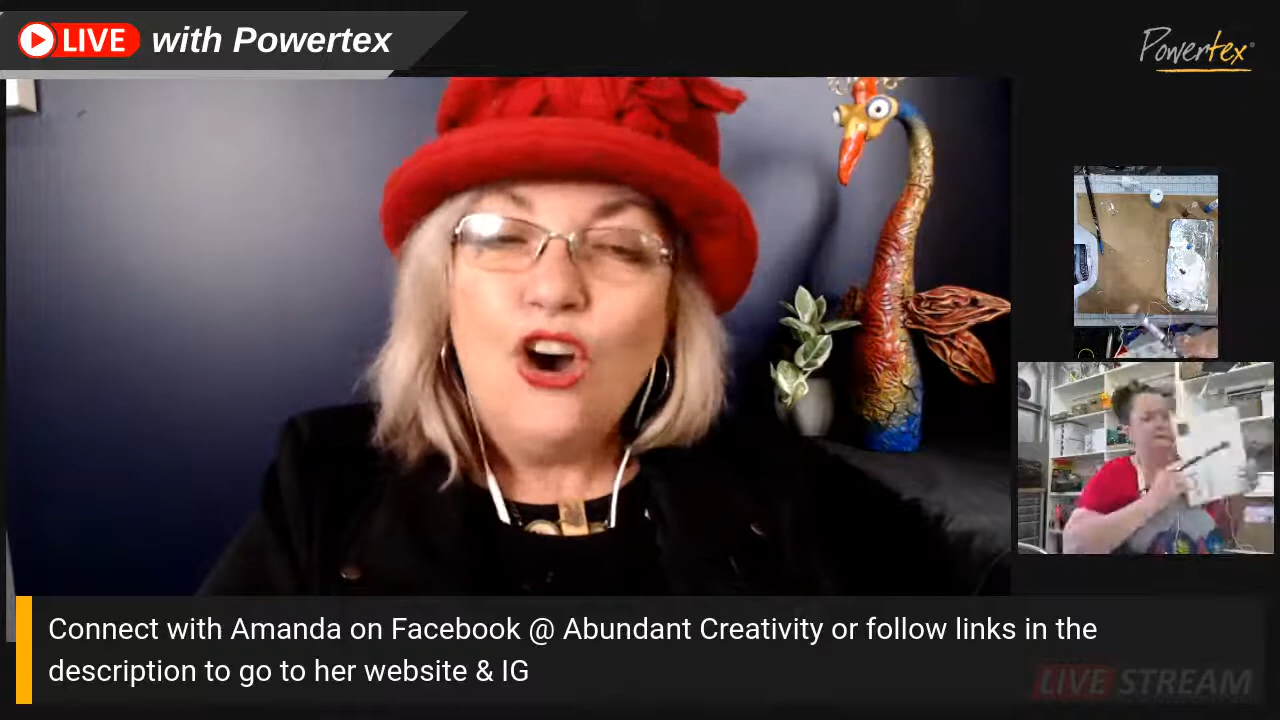 LIVE with Powertex
Powertex
Connect with Amanda on Facebook @ Abundant Creativity or follow links in the
description to go to her website & IG
LIVE STREAM